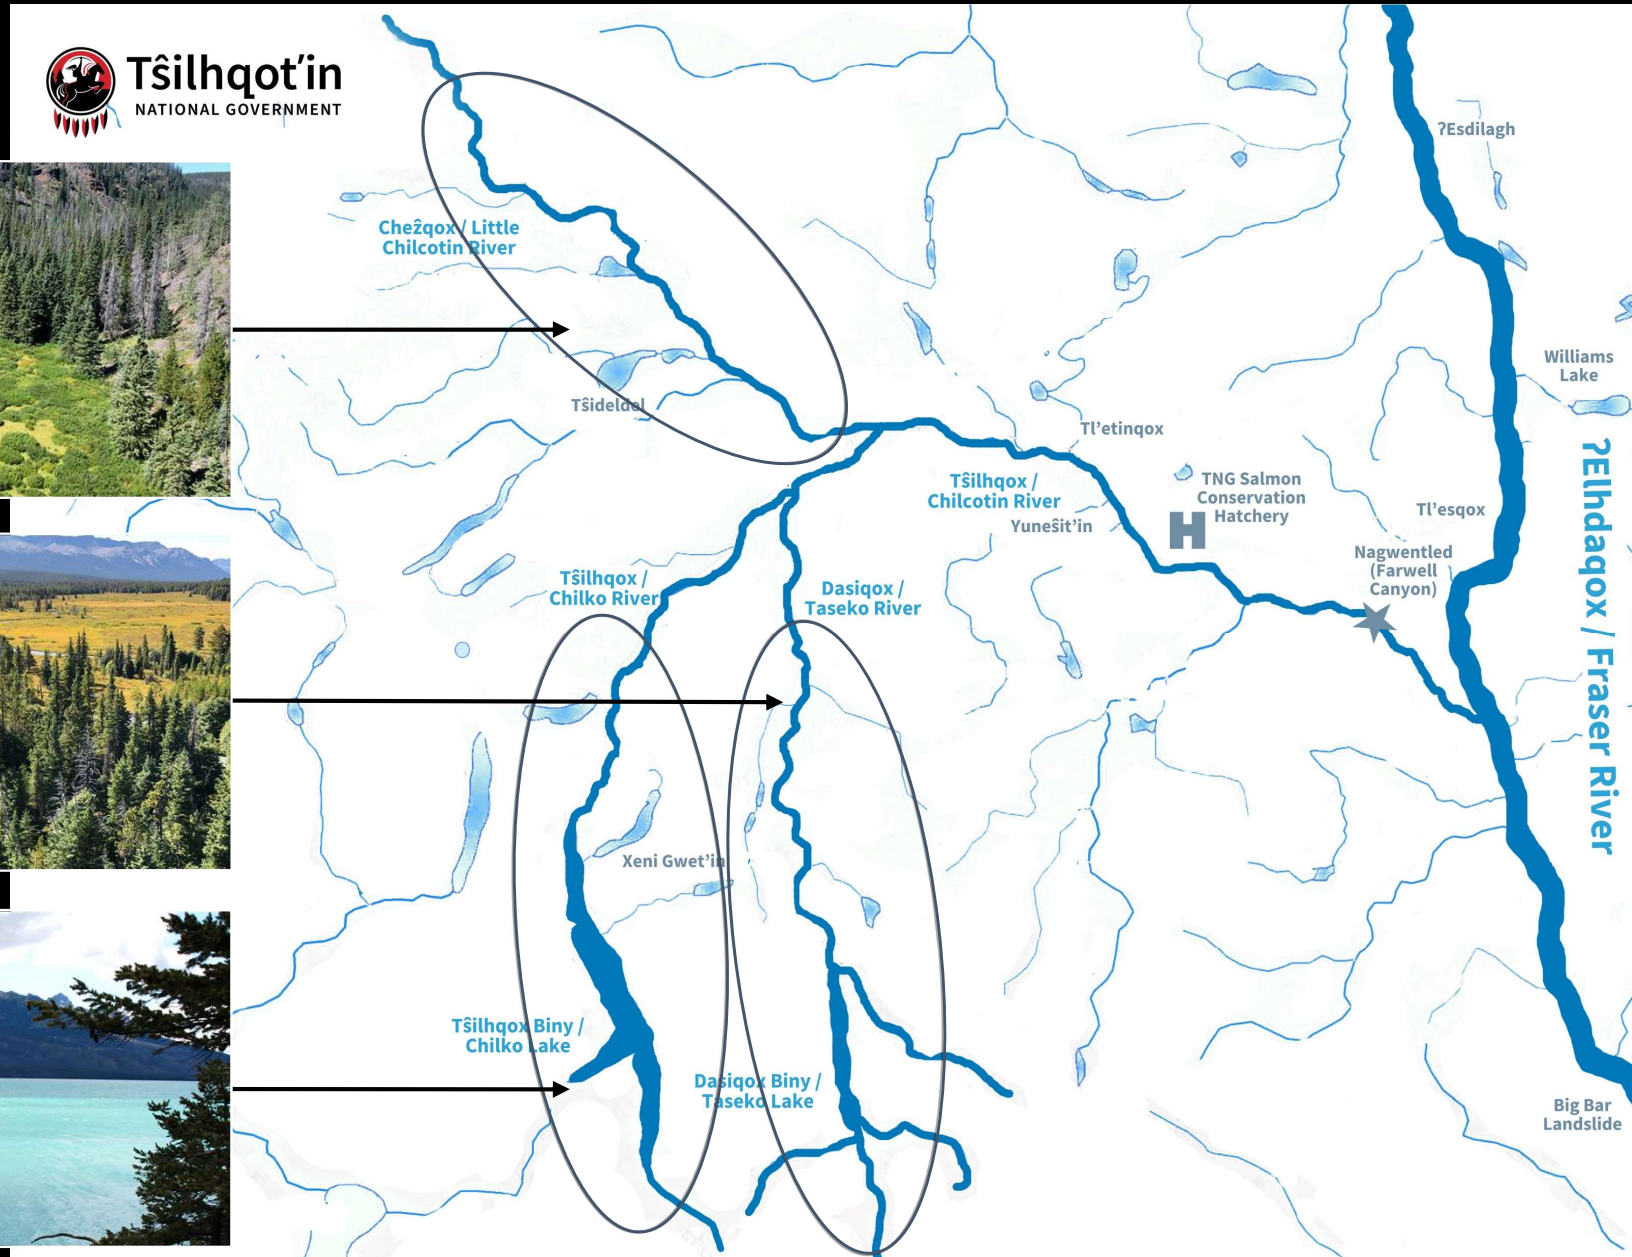 Tŝilhqot'in
NATIONAL GOVERNMENT
ʔEsdilagh
Cheẑqox / Little
Chilcotin River
Williams
Lake
Tŝideldel
Tl'etinqox
Tŝilhqox /
Chilcotin River
TNG Salmon
Conservation
Hatchery
H
Yuneŝit'in
Tl'esqox
ʔElhdaqox / Fraser River
Nagwentled
(Farwell
Canyon)
Tŝilhqox /
Chilko River
Dasiqox /
Taseko River
Xeni Gwet'in
Tŝilhqox Biny /
Chilko Lake
Dasiqox Biny /
Taseko Lake
Big Bar
Landslide